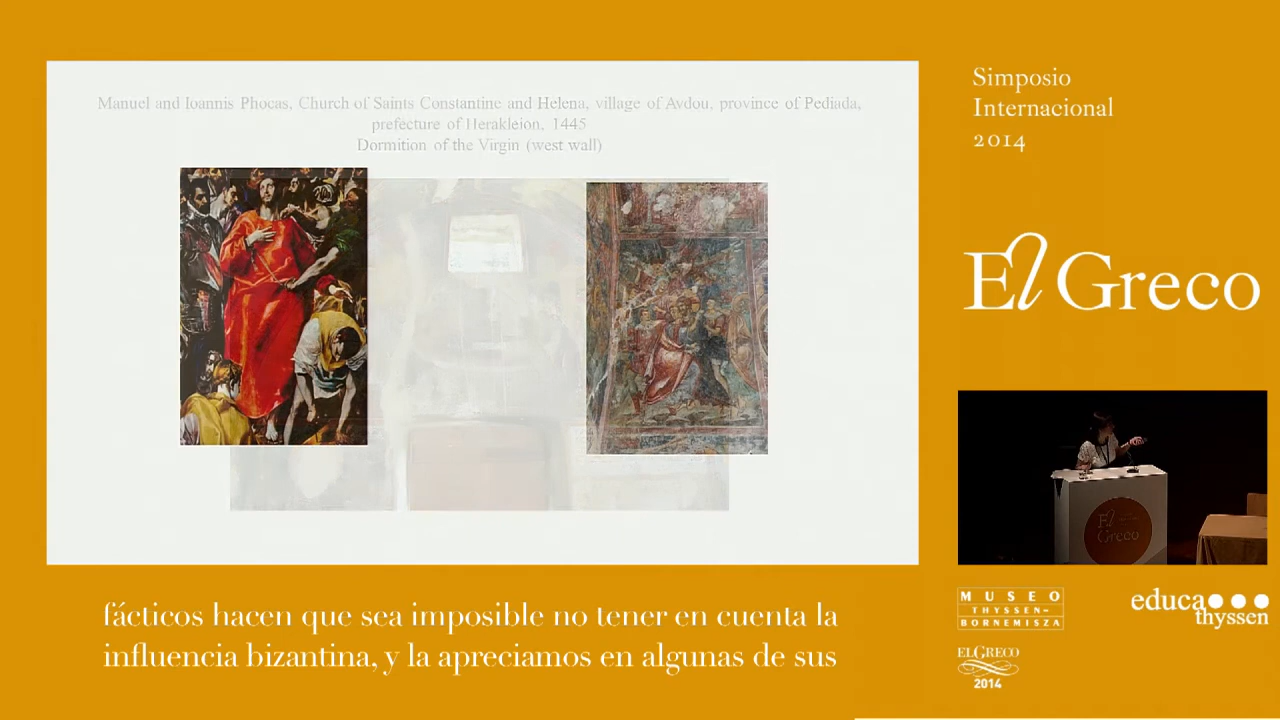 Manuel and Ioannis Phocas, Church of Saints Constantine and Helena, village of Avdou, province of Pediada,
prefecture of Herakleion, 1445
Dormition of the Virgin (west wall)
Simposio
Internacional
2014
El Greco
El
Greco
fácticos hacen que sea imposible no tener en cuenta la
influencia bizantina, y la apreciamos en algunas de sus
MUSEO
THYSSEN-
BORNEMISZA
educa
thyssen
ELGRECO
2014